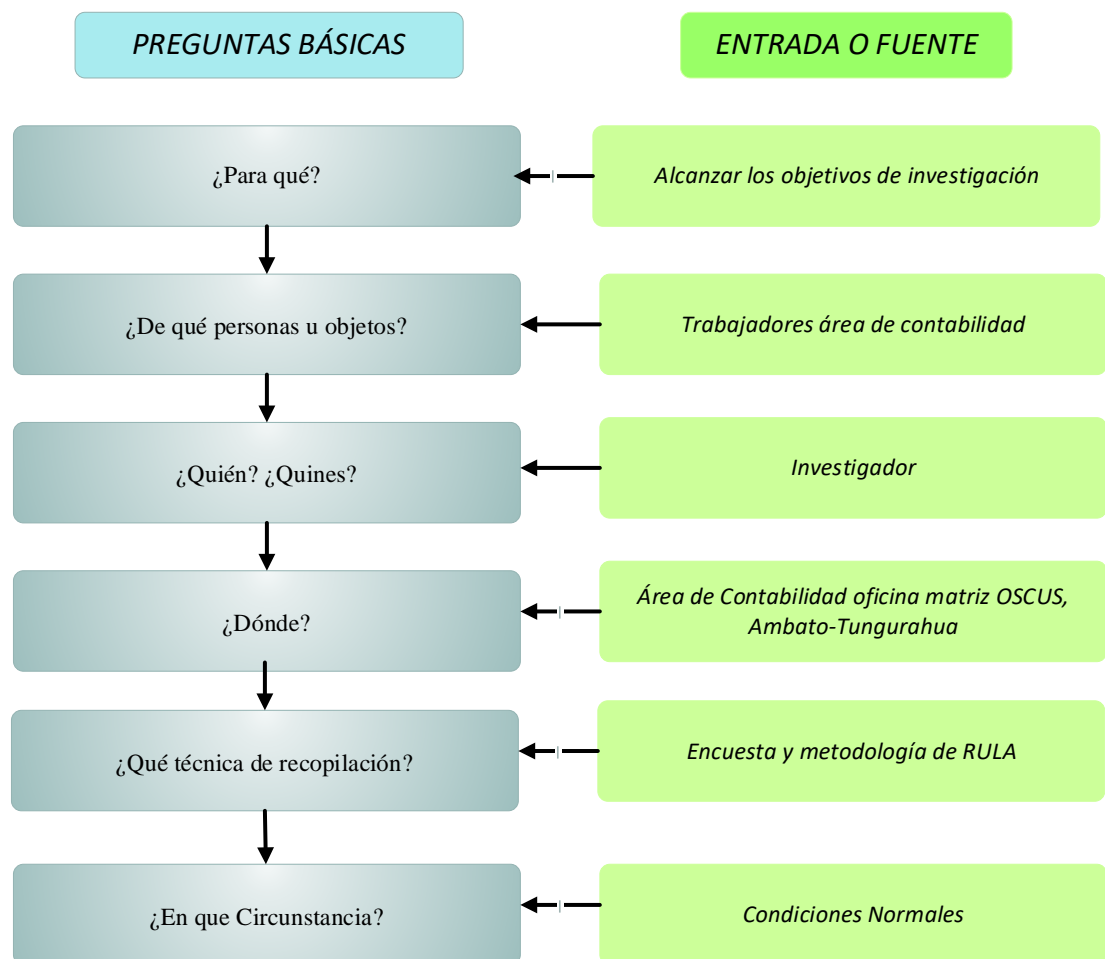 PREGUNTAS BÁSICAS
ENTRADA O FUENTE
¿Para qué?
Alcanzar los objetivos de investigación
¿De qué personas u objetos?
Trabajadores área de contabilidad
¿Quién? ¿Quines?
Investigador
¿Dónde?
Área de Contabilidad oficina matriz OSCUS,
Ambato-Tungurahua
¿Qué técnica de recopilación?
Encuesta y metodología de RULA
¿En que Circunstancia?
Condiciones Normales